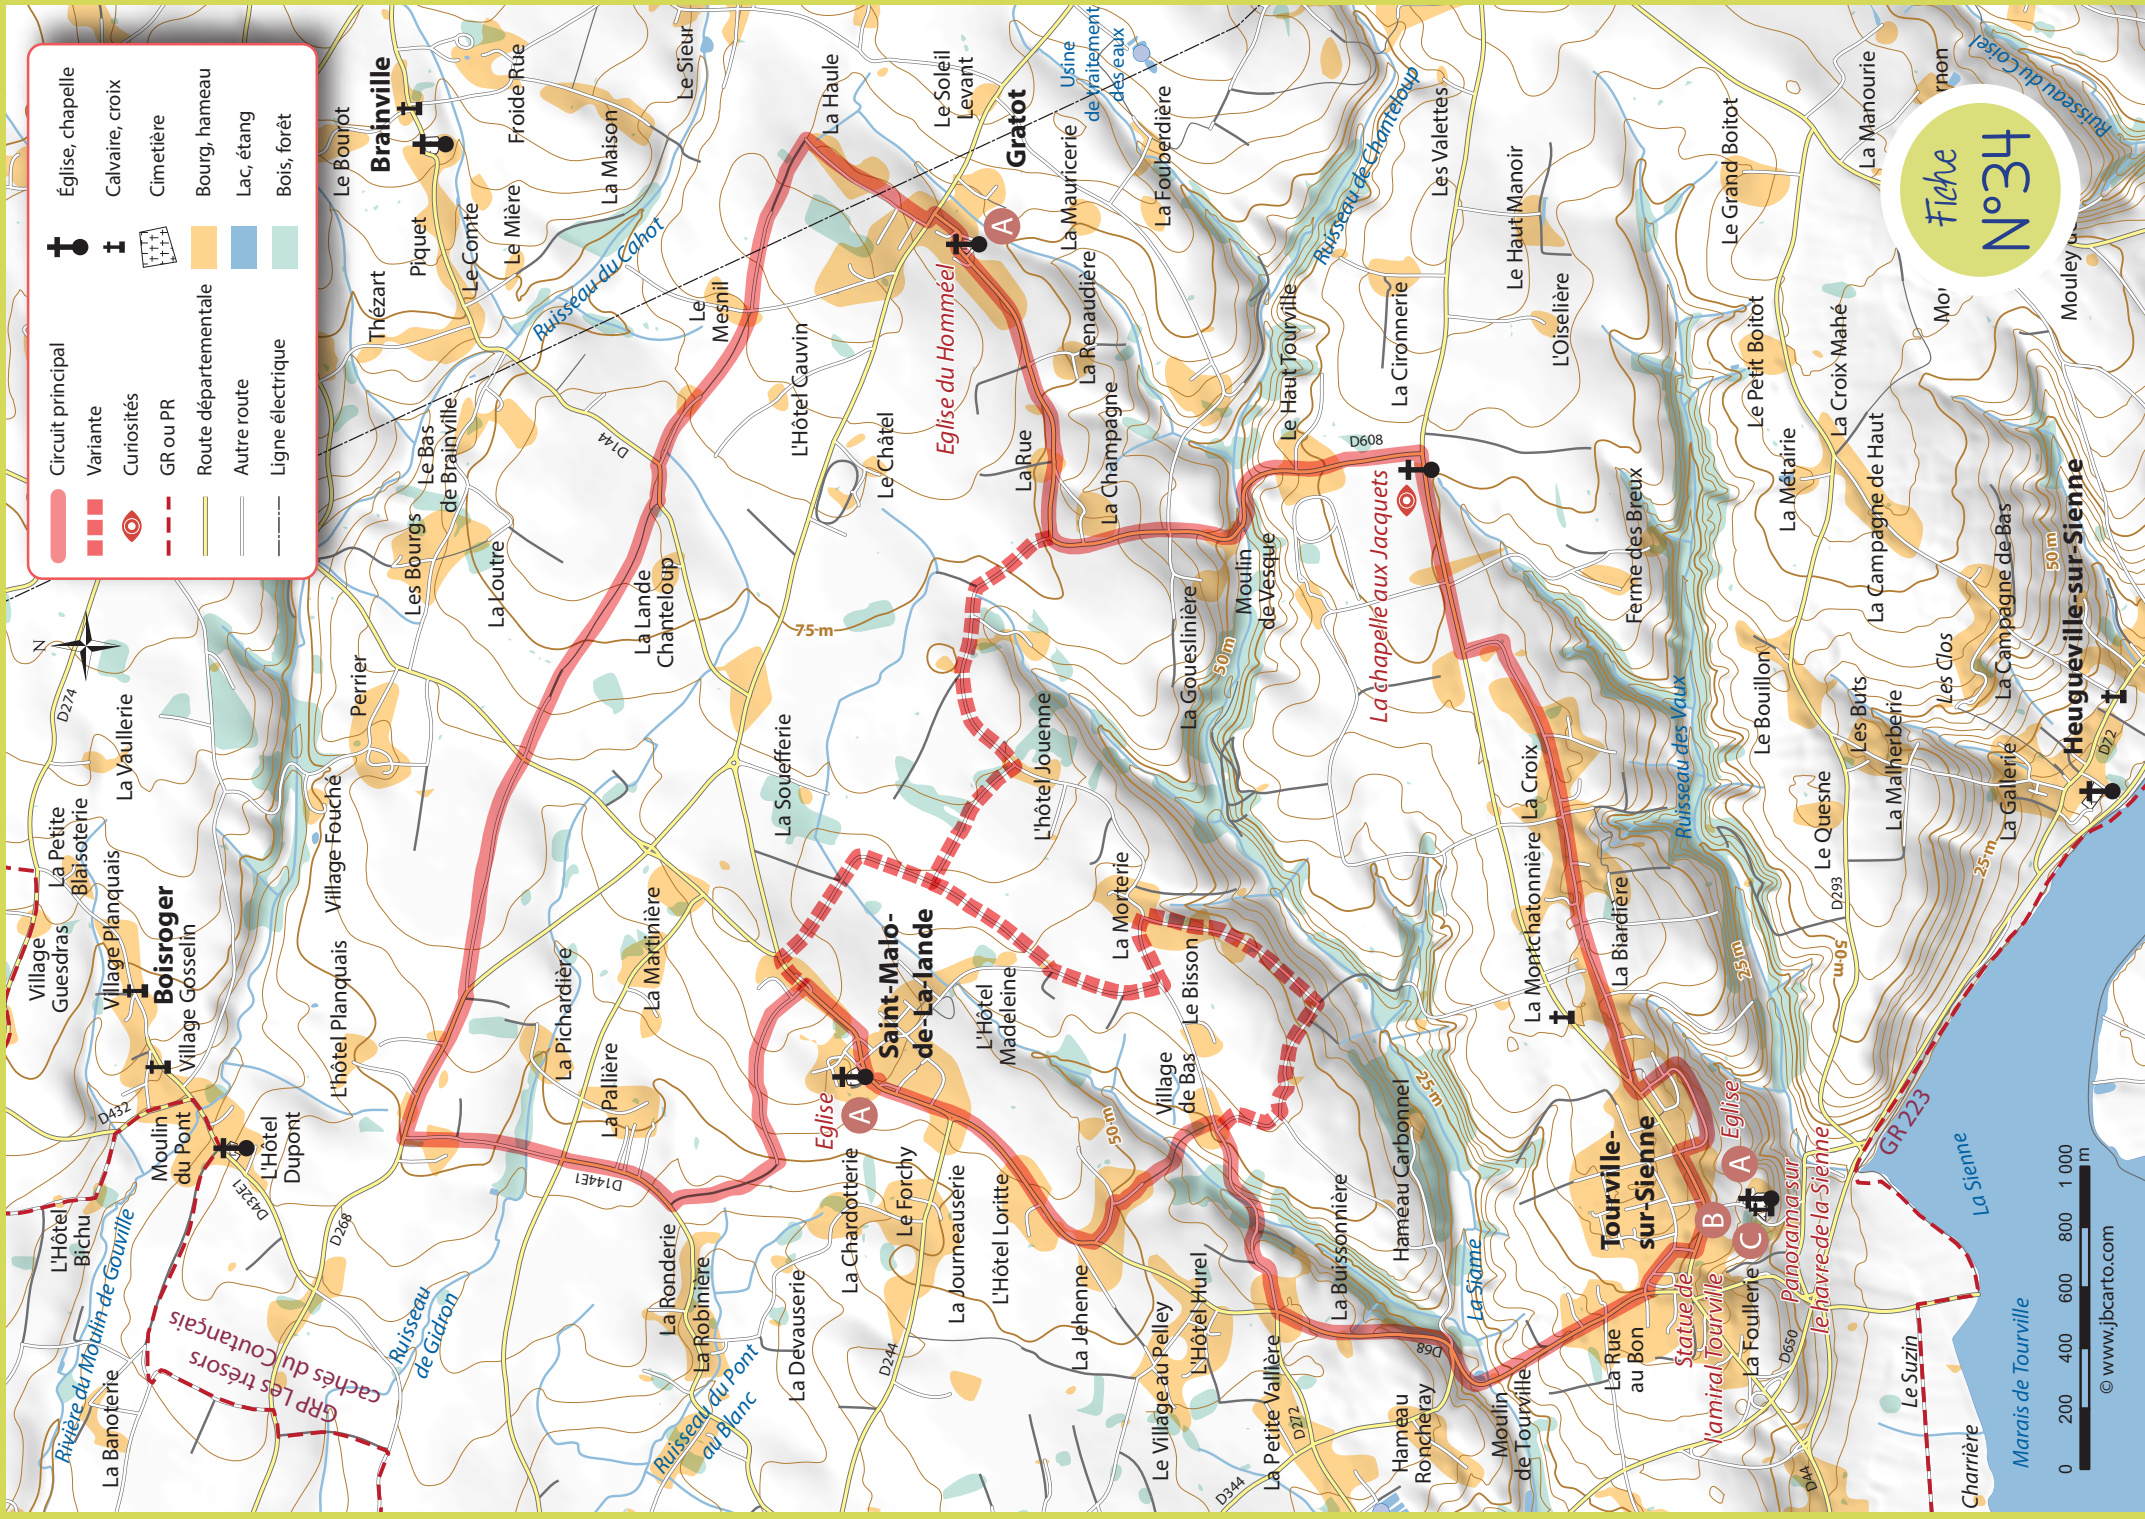 Circuit principal
Variante
Curiosités
GR ou PR
Route départementale
Autre route
Ligne électrique
Église, chapelle
Calvaire, croix
Cimetière
Bourg, hameau
Lac, étang
Bois, forêt
N
Fiche
N°34
D274
La Vaullerie
La Petite
Blaisoterie
Village
Guesdras
Village Planquais
Boisroger
Village Gosselin
D432
Moulin
du Pont
L'Hôtel
Dupont
D432E1
D268
L'Hôtel
Bichu
Rivière du Moulin de Gouville
La Banoterie
GRP Les trésors
cachés du Coutançais
Ruisseau
de Gidron
L'hôtel Planquais
Village Fouché
Perrier
Les Bourgs
Le Bas
de Brainville
La Loutre
Le Bourot
Brainville
Thézart
Piquet
Le Comte
Le Mière
Froide Rue
La Maison
Le Sieur
Ruisseau du Cahot
D144
Le
Mesnil
La Haule
Le Soleil
Levant
Gratot
Usine
de traitement
des eaux
A
Eglise du Homméel
La Mauricerie
La Fouberdière
La Renaudière
L'Hôtel Cauvin
Le Châtel
La Rue
La Champagne
La Lande
Chanteloup
75 m
La Pichardière
La Pallière
La Martinière
La Soufferie
D144E1
La Ronderie
La Robinière
Ruisseau du Pont
au Blanc
La Devauserie
La Chardotterie
Le Forchy
D244
La Journeauserie
Eglise
A
Saint-Malo-
de-La-lande
L'Hôtel
Madeleine
L'hôtel Jouenne
La Morterie
Le Bisson
Village
de Bas
50 m
L'Hôtel Loritte
La Jehenne
Le Village au Pelley
L'Hôtel Hurel
La Petite Vallière
D272
D344
La Buissonnière
Hameau Carbonnel
25 m
La Siame
D68
Hameau
Roncheray
Moulin
de Tourville
La Goueslinière
50 m
Moulin
de Vesque
Le Haut Tourville
Ruisseau de Chanteloup
D608
La Cironnerie
Les Valettes
La chapelle aux Jacquets
Le Haut Manoir
L'Oiselière
Ferme des Breux
La Croix
La Montchatonnière
La Biardière
Ruisseau des Vaux
Tourville-
sur-Sienne
A
Eglise
B
C
Statue de
l'amiral Tourville
Panorama sur
le havre de la Sienne
La Rue
au Bon
La Foullerie
D650
D44
Le Suzin
Charrière
Marais de Tourville
La Sienne
GR 223
25 m
50 m
D293
Le Quesne
Le Bouillon
Les Buts
La Malherberie
Les Clos
La Gallerie
25 m
La Campagne de Bas
La Campagne de Haut
La Métairie
La Croix Mahé
Le Petit Boitot
Le Grand Boitot
La Manourie
Ruisseau du Coisel
50 m
Heugueville-sur-Sienne
D72
0 200 400 600 800 1 000 m
© www.jbcarto.com